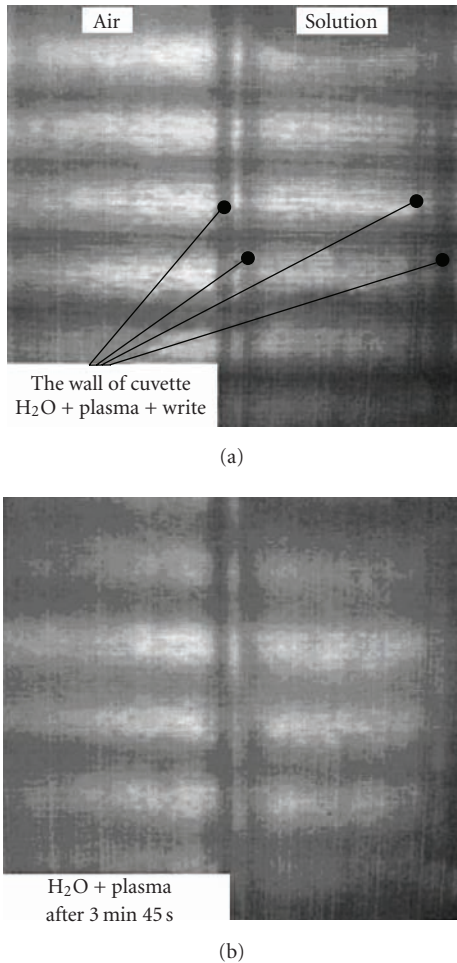 Air
Solution
The wall of cuvette
H₂O + plasma + write
(a)
H₂O + plasma
after 3 min 45 s
(b)